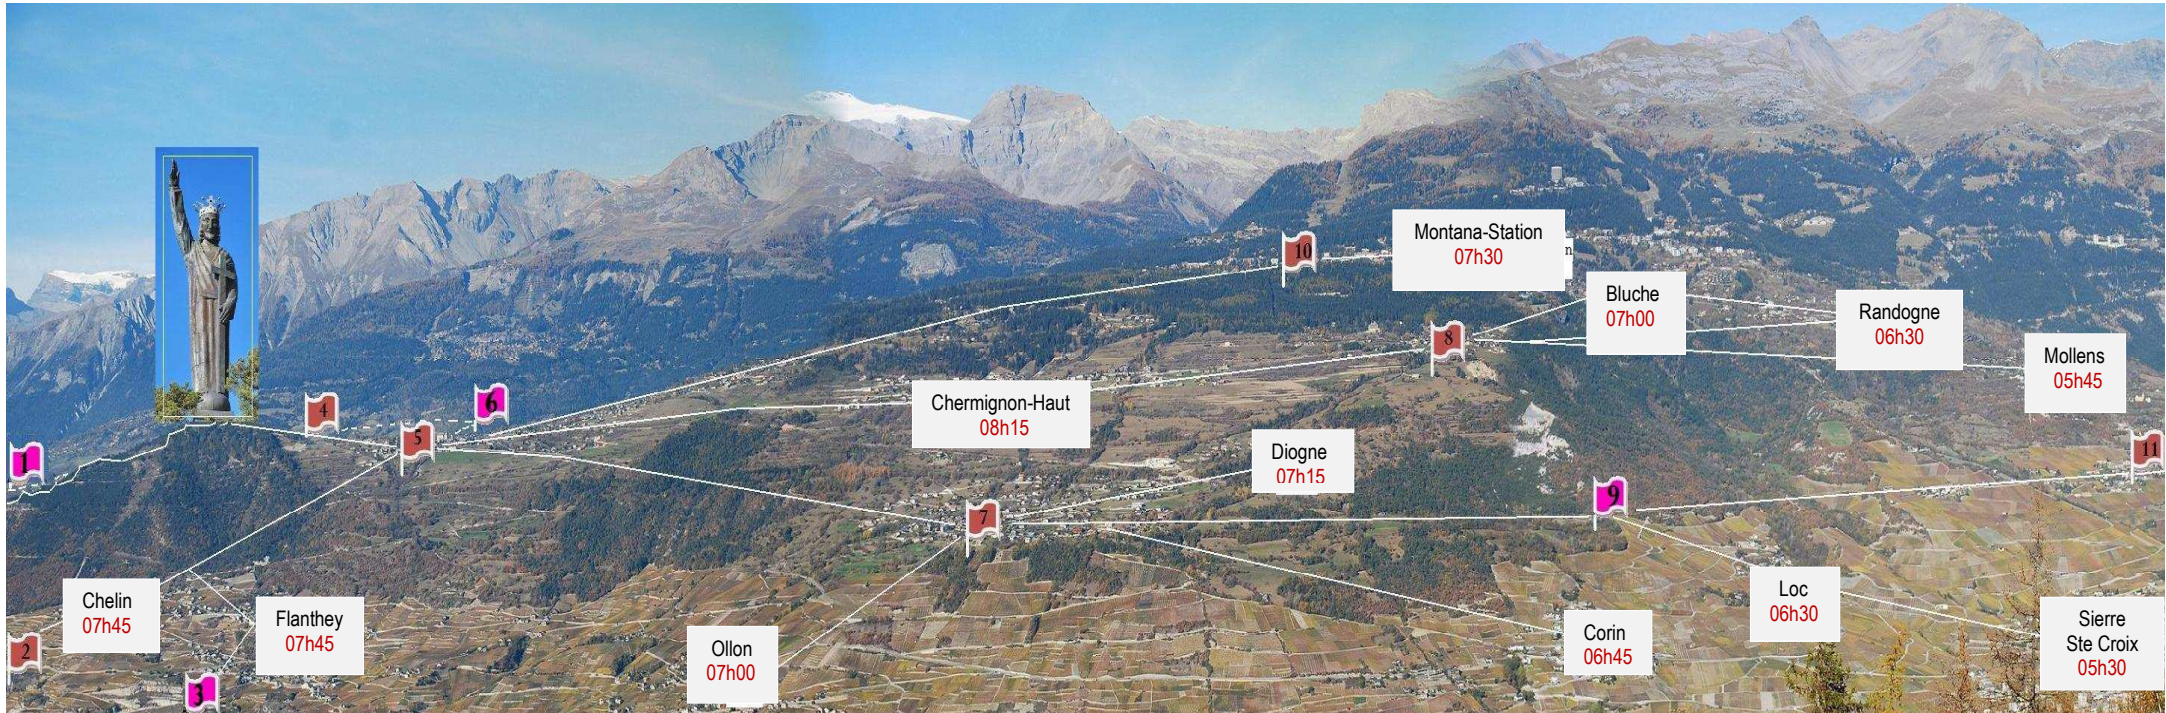 10
Montana-Station
07h30
n
Bluche
07h00
Randogne
06h30
8
Mollens
05h45
4
6
5
Chermignon-Haut
08h15
1
Diogne
07h15
11
9
7
Chelin
07h45
Flanthey
07h45
2
3
Ollon
07h00
Corin
06h45
Loc
06h30
Sierre
Ste Croix
05h30